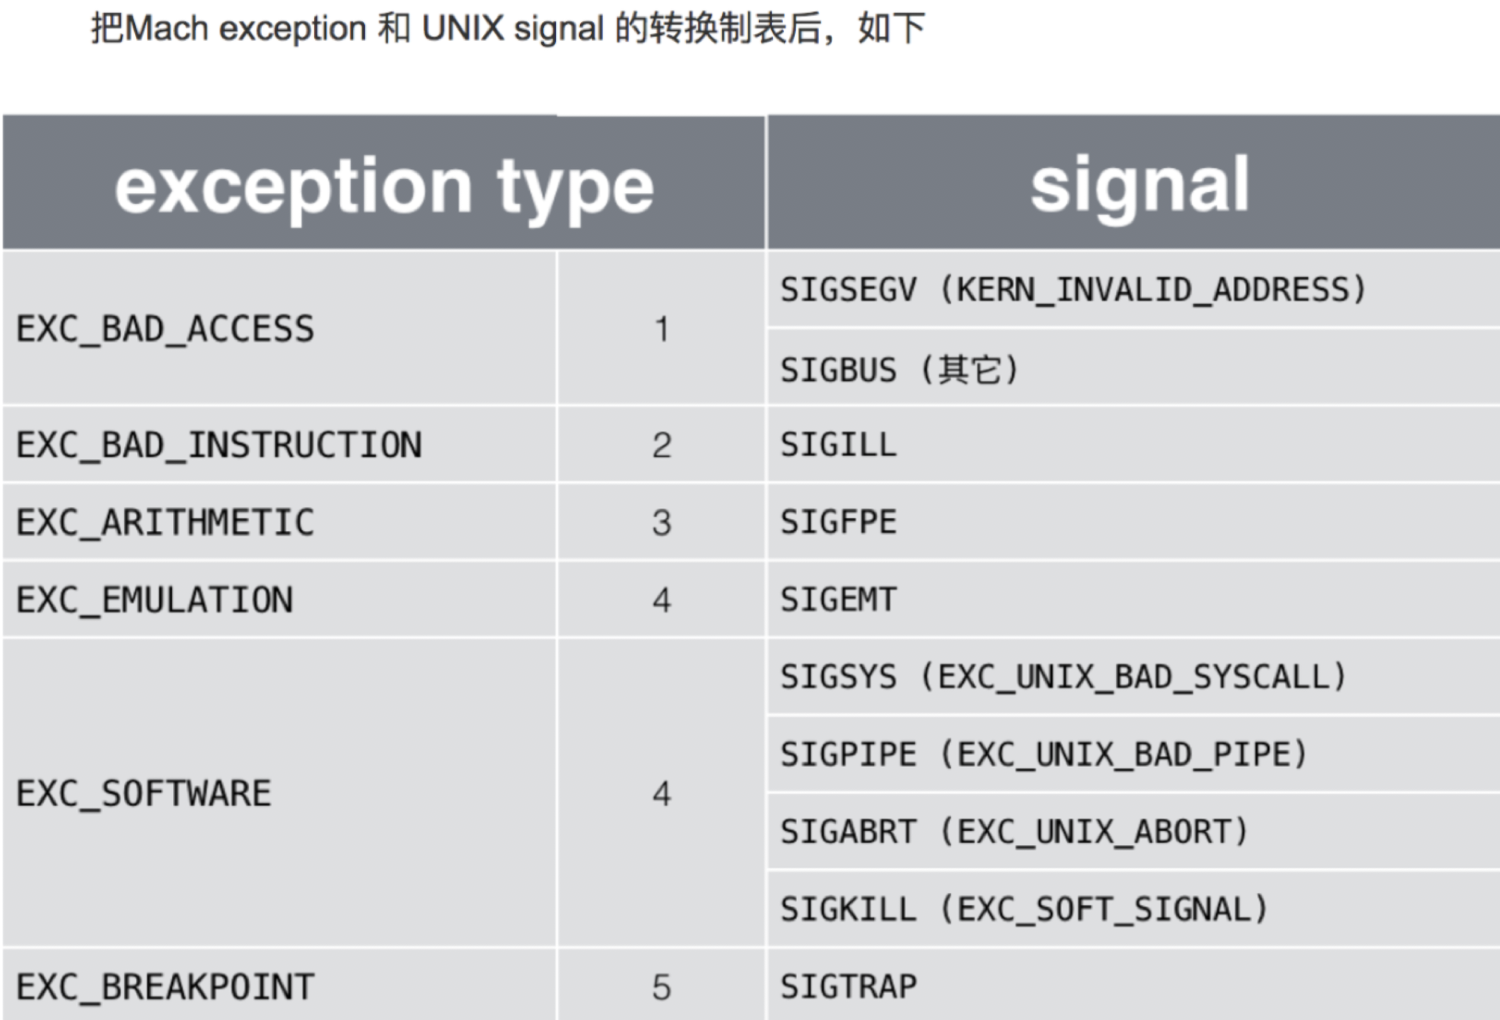 把Mach exception 和 UNIX signal 的转换制表后，如下
exception type signal
EXC_BAD_ACCESS 1 SIGSEGV (KERN_INVALID_ADDRESS)
SIGBUS (其它)
EXC_BAD_INSTRUCTION 2 SIGILL
EXC_ARITHMETIC 3 SIGFPE
EXC_EMULATION 4 SIGEMT
EXC_SOFTWARE 4 SIGSYS (EXC_UNIX_BAD_SYSCALL)
SIGPIPE (EXC_UNIX_BAD_PIPE)
SIGABRT (EXC_UNIX_ABORT)
SIGKILL (EXC_SOFT_SIGNAL)
EXC_BREAKPOINT 5 SIGTRAP